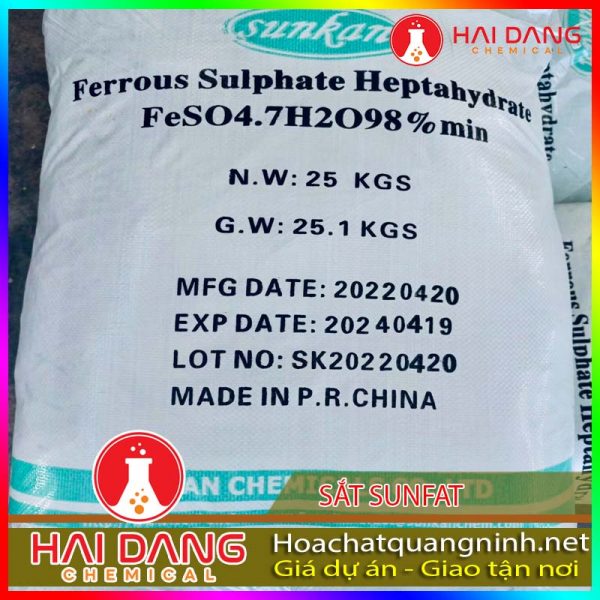 sunkan
HAI DANG
CHEMICAL
Ferrous Sulphate Heptahydrate
FeSO4.7H2O98%min
N.W: 25 KGS
G.W: 25.1 KGS
MFG DATE: 20220420
EXP DATE: 20240419
LOT NO: SK20220420
MADE IN P.R.CHINA
Ferrous Sulphate
SẮT SUNFAT
HAI DANG
CHEMICAL
Hoachatquangninh.net
Giá dự án - Giao tận nơi